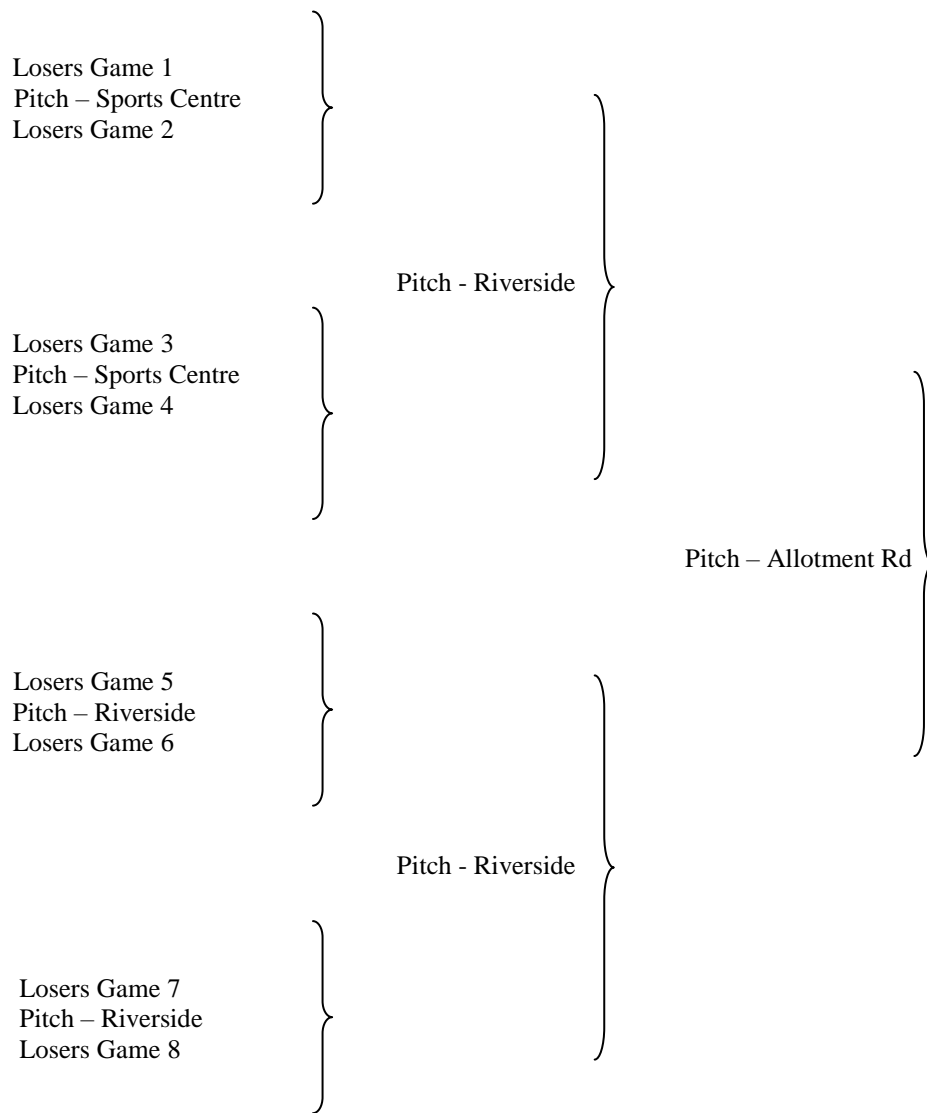 Losers Game 1
Pitch – Sports Centre
Losers Game 2
Pitch - Riverside
Losers Game 3
Pitch – Sports Centre
Losers Game 4
Pitch – Allotment Rd
Losers Game 5
Pitch – Riverside
Losers Game 6
Pitch - Riverside
Losers Game 7
Pitch – Riverside
Losers Game 8